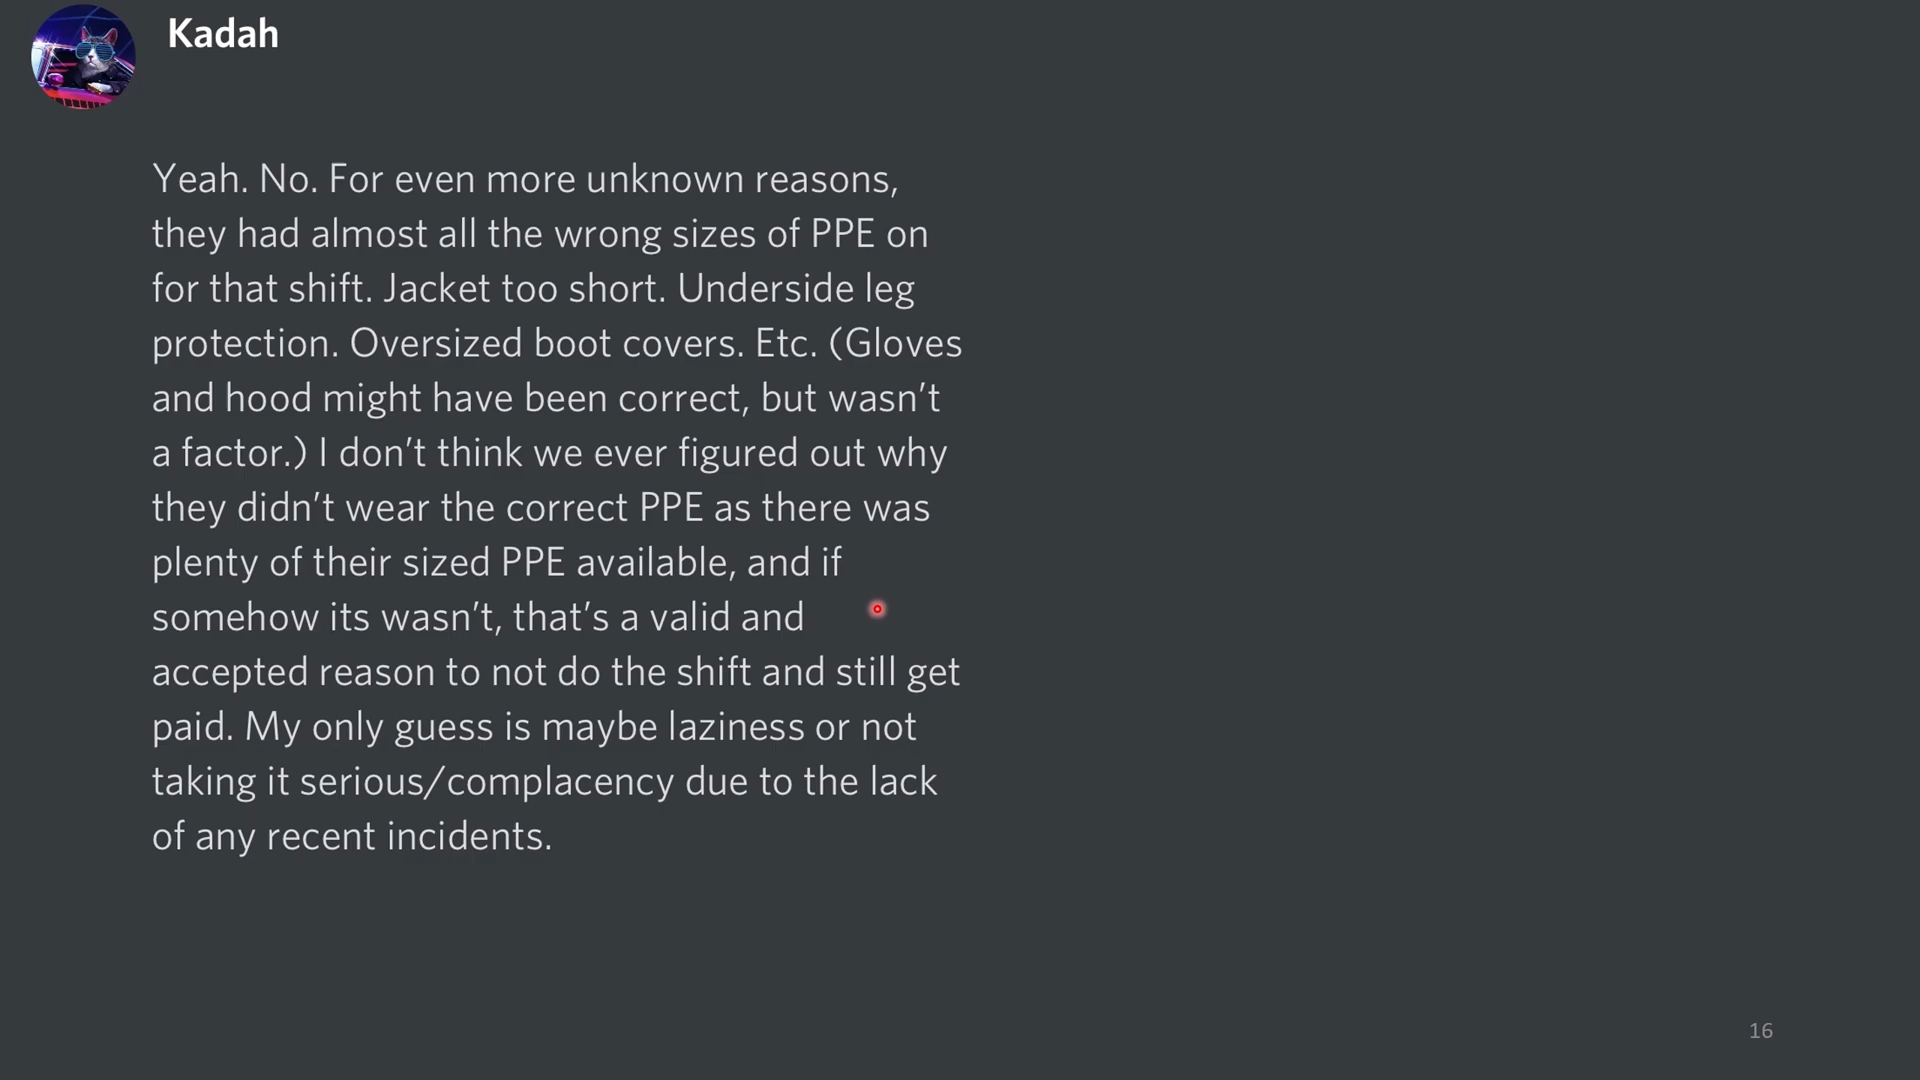 Kadah
Yeah. No. For even more unknown reasons,
they had almost all the wrong sizes of PPE on
for that shift. Jacket too short. Underside leg
protection. Oversized boot covers. Etc. (Gloves
and hood might have been correct, but wasn’t
a factor.) I don’t think we ever figured out why
they didn’t wear the correct PPE as there was
plenty of their sized PPE available, and if
somehow its wasn’t, that’s a valid and
accepted reason to not do the shift and still get
paid. My only guess is maybe laziness or not
taking it serious/complacency due to the lack
of any recent incidents.
16